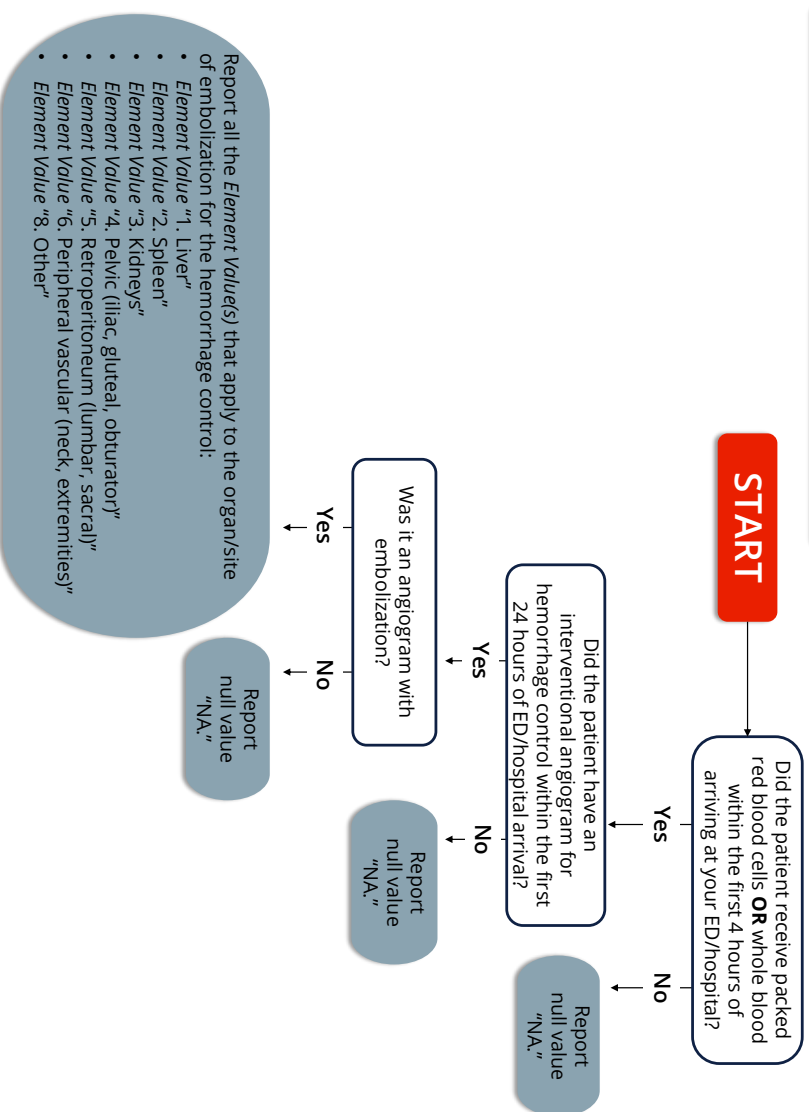 START
Did the patient receive packed
red blood cells OR whole blood
within the first 4 hours of
arriving at your ED/hospital?
Yes
No
Did the patient have an
interventional angiogram for
hemorrhage control within the first
24 hours of ED/hospital arrival?
Report
null value
“NA.”
Yes
No
Was it an angiogram with
embolization?
Report
null value
“NA.”
Yes
No
Report all the Element Value(s) that apply to the organ/site
of embolization for the hemorrhage control:
• Element Value “1. Liver”
• Element Value “2. Spleen”
• Element Value “3. Kidneys”
• Element Value “4. Pelvic (iliac, gluteal, obturator)”
• Element Value “5. Retroperitoneum (lumbar, sacral)”
• Element Value “6. Peripheral vascular (neck, extremities)”
• Element Value “8. Other”
Report
null value
“NA.”